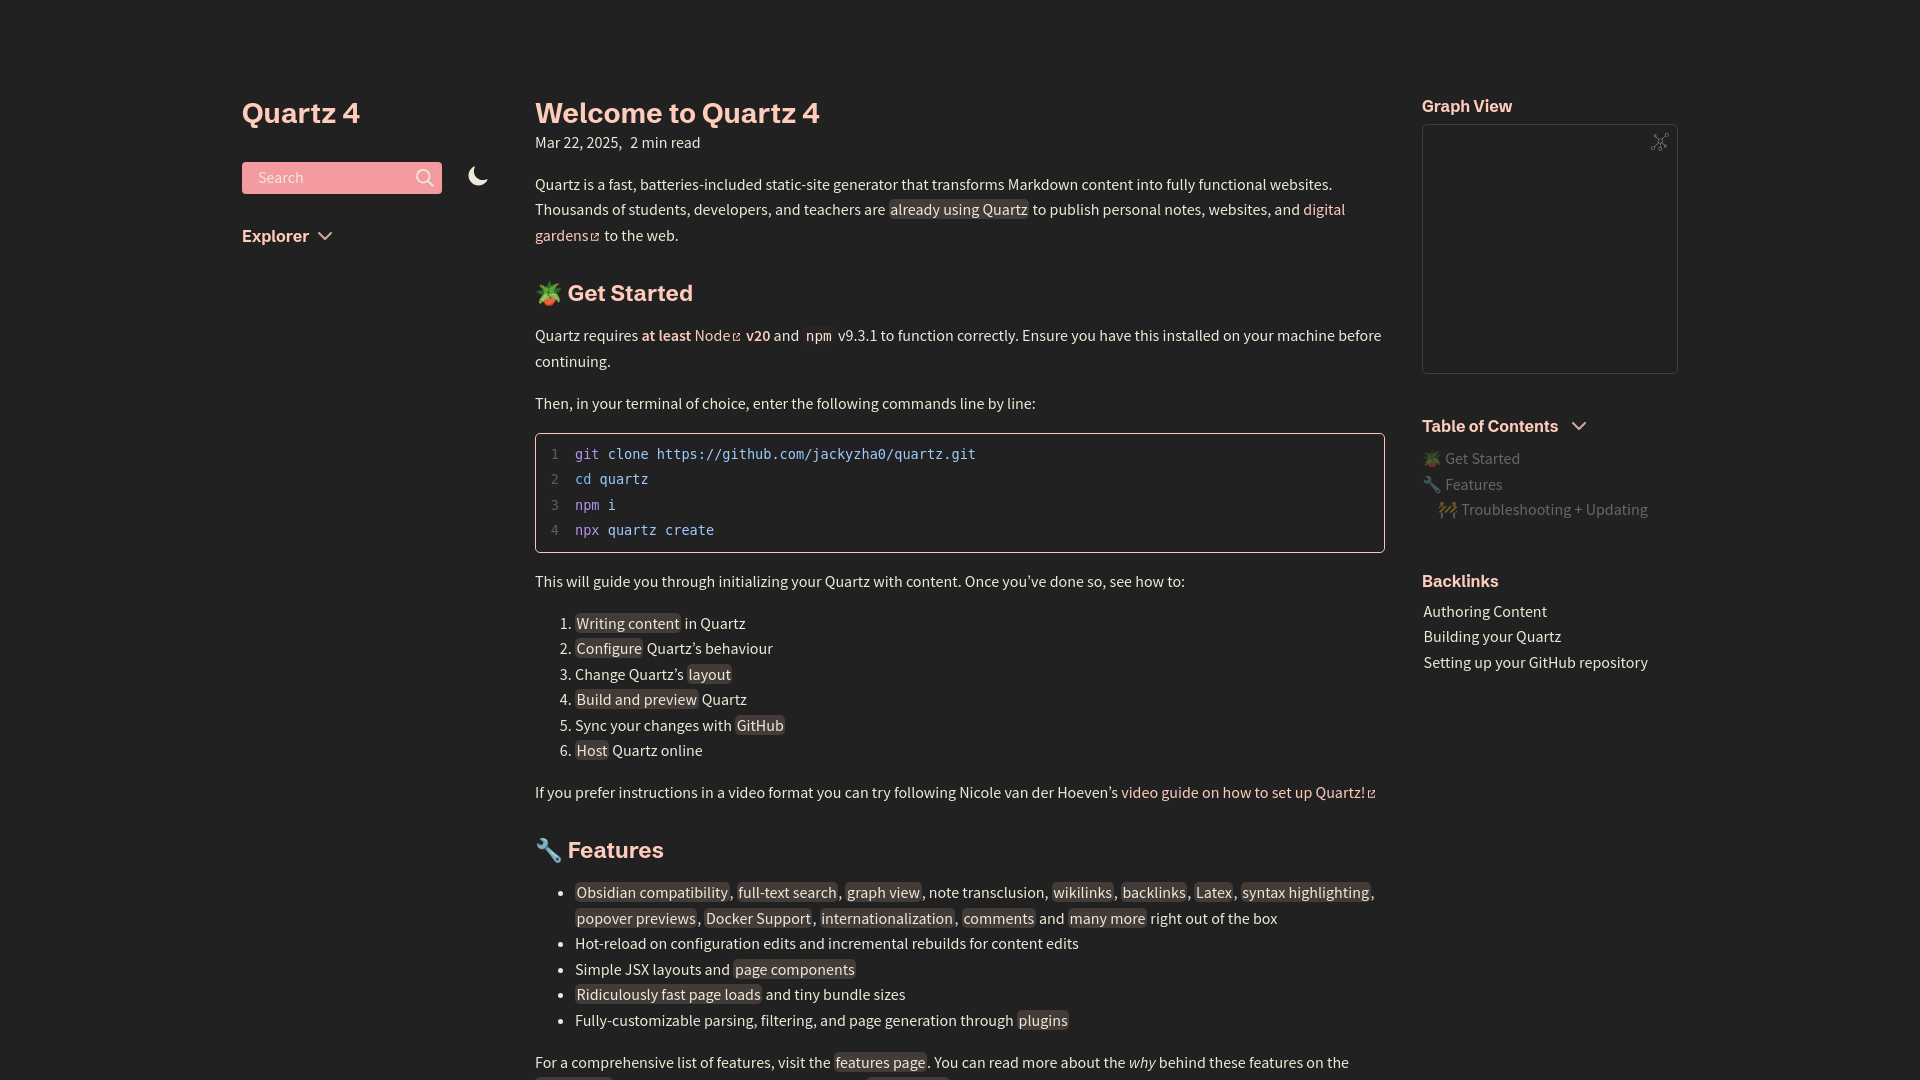 Quartz 4
Search
Explorer
Welcome to Quartz 4
Mar 22, 2025, 2 min read
Quartz is a fast, batteries-included static-site generator that transforms Markdown content into fully functional websites.
Thousands of students, developers, and teachers are already using Quartz to publish personal notes, websites, and digital
gardens to the web.
🪴 Get Started
Quartz requires at least Node v20 and npm v9.3.1 to function correctly. Ensure you have this installed on your machine before
continuing.
Then, in your terminal of choice, enter the following commands line by line:
1 git clone https://github.com/jackyzha0/quartz.git
2 cd quartz
3 npm i
4 npx quartz create
This will guide you through initializing your Quartz with content. Once you’ve done so, see how to:
1. Writing content in Quartz
2. Configure Quartz’s behaviour
3. Change Quartz’s layout
4. Build and preview Quartz
5. Sync your changes with GitHub
6. Host Quartz online
If you prefer instructions in a video format you can try following Nicole van der Hoeven’s video guide on how to set up Quartz!
🔧 Features
• Obsidian compatibility, full-text search, graph view, note transclusion, wikilinks, backlinks, Latex, syntax highlighting,
popover previews, Docker Support, internationalization, comments and many more right out of the box
• Hot-reload on configuration edits and incremental rebuilds for content edits
• Simple JSX layouts and page components
• Ridiculously fast page loads and tiny bundle sizes
• Fully-customizable parsing, filtering, and page generation through plugins
For a comprehensive list of features, visit the features page. You can read more about the why behind these features on the
Graph View
Table of Contents
🪴 Get Started
🔧 Features
🚧 Troubleshooting + Updating
Backlinks
Authoring Content
Building your Quartz
Setting up your GitHub repository